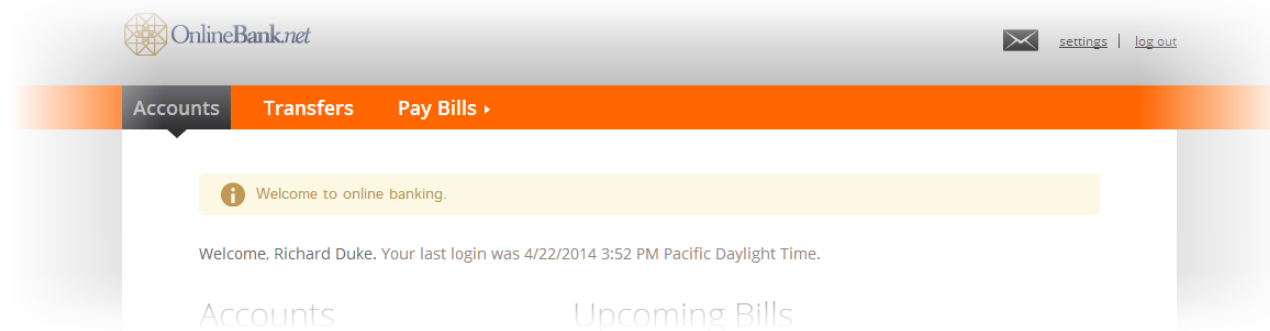 OnlineBank.net
settings | log out
Accounts Transfers Pay Bills
Welcome to online banking.
Welcome, Richard Duke. Your last login was 4/22/2014 3:52 PM Pacific Daylight Time.
Accounts Upcoming Bills